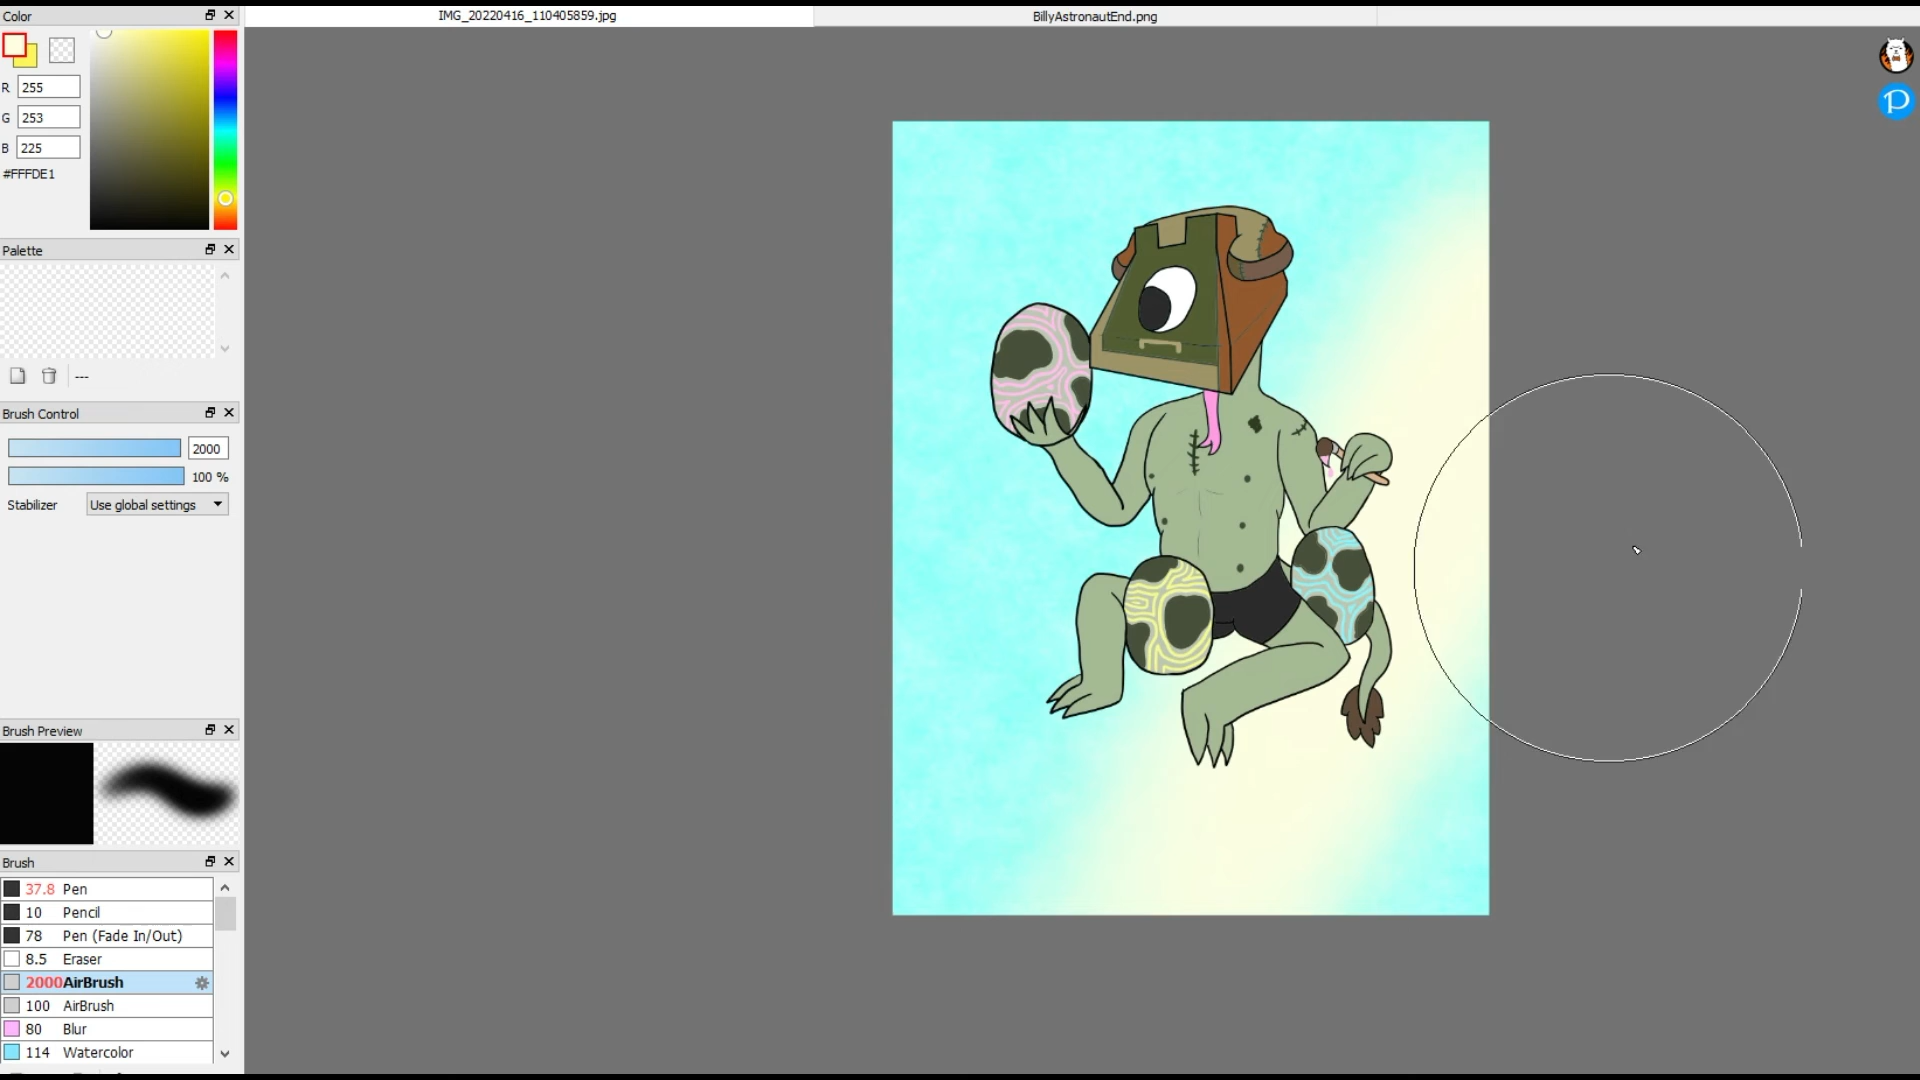 IMG_20220416_110405859.jpg
BillyAstronautEnd.png
Color
R 255
G 253
B 225
#FFFDE1
Palette
---
Brush Control
2000
100 %
Stabilizer Use global settings
Brush Preview
Brush
37.8 Pen
10 Pencil
78 Pen (Fade In/Out)
8.5 Eraser
2000 AirBrush
100 AirBrush
80 Blur
114 Watercolor
P